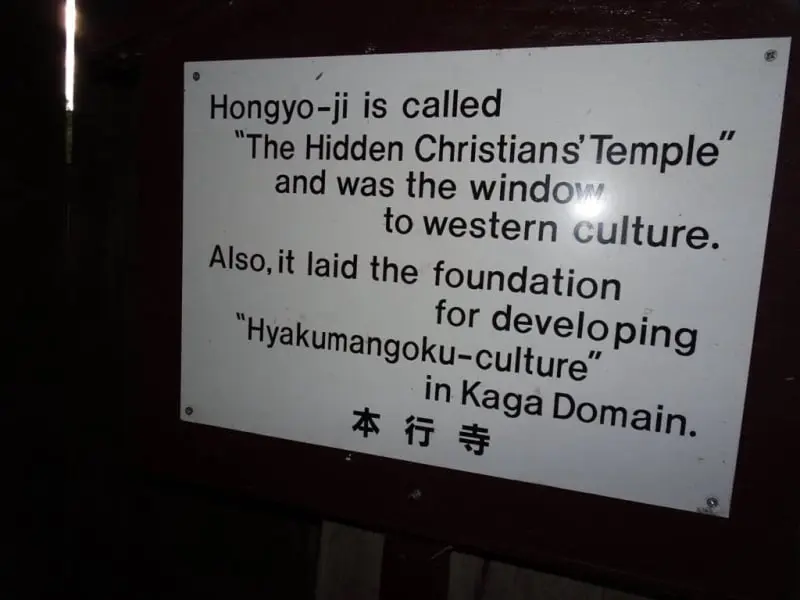 Hongyo-ji is called
"The Hidden Christians' Temple"
and was the window
to western culture.
Also, it laid the foundation
for developing
"Hyakumangoku-culture"
in Kaga Domain.
本行寺